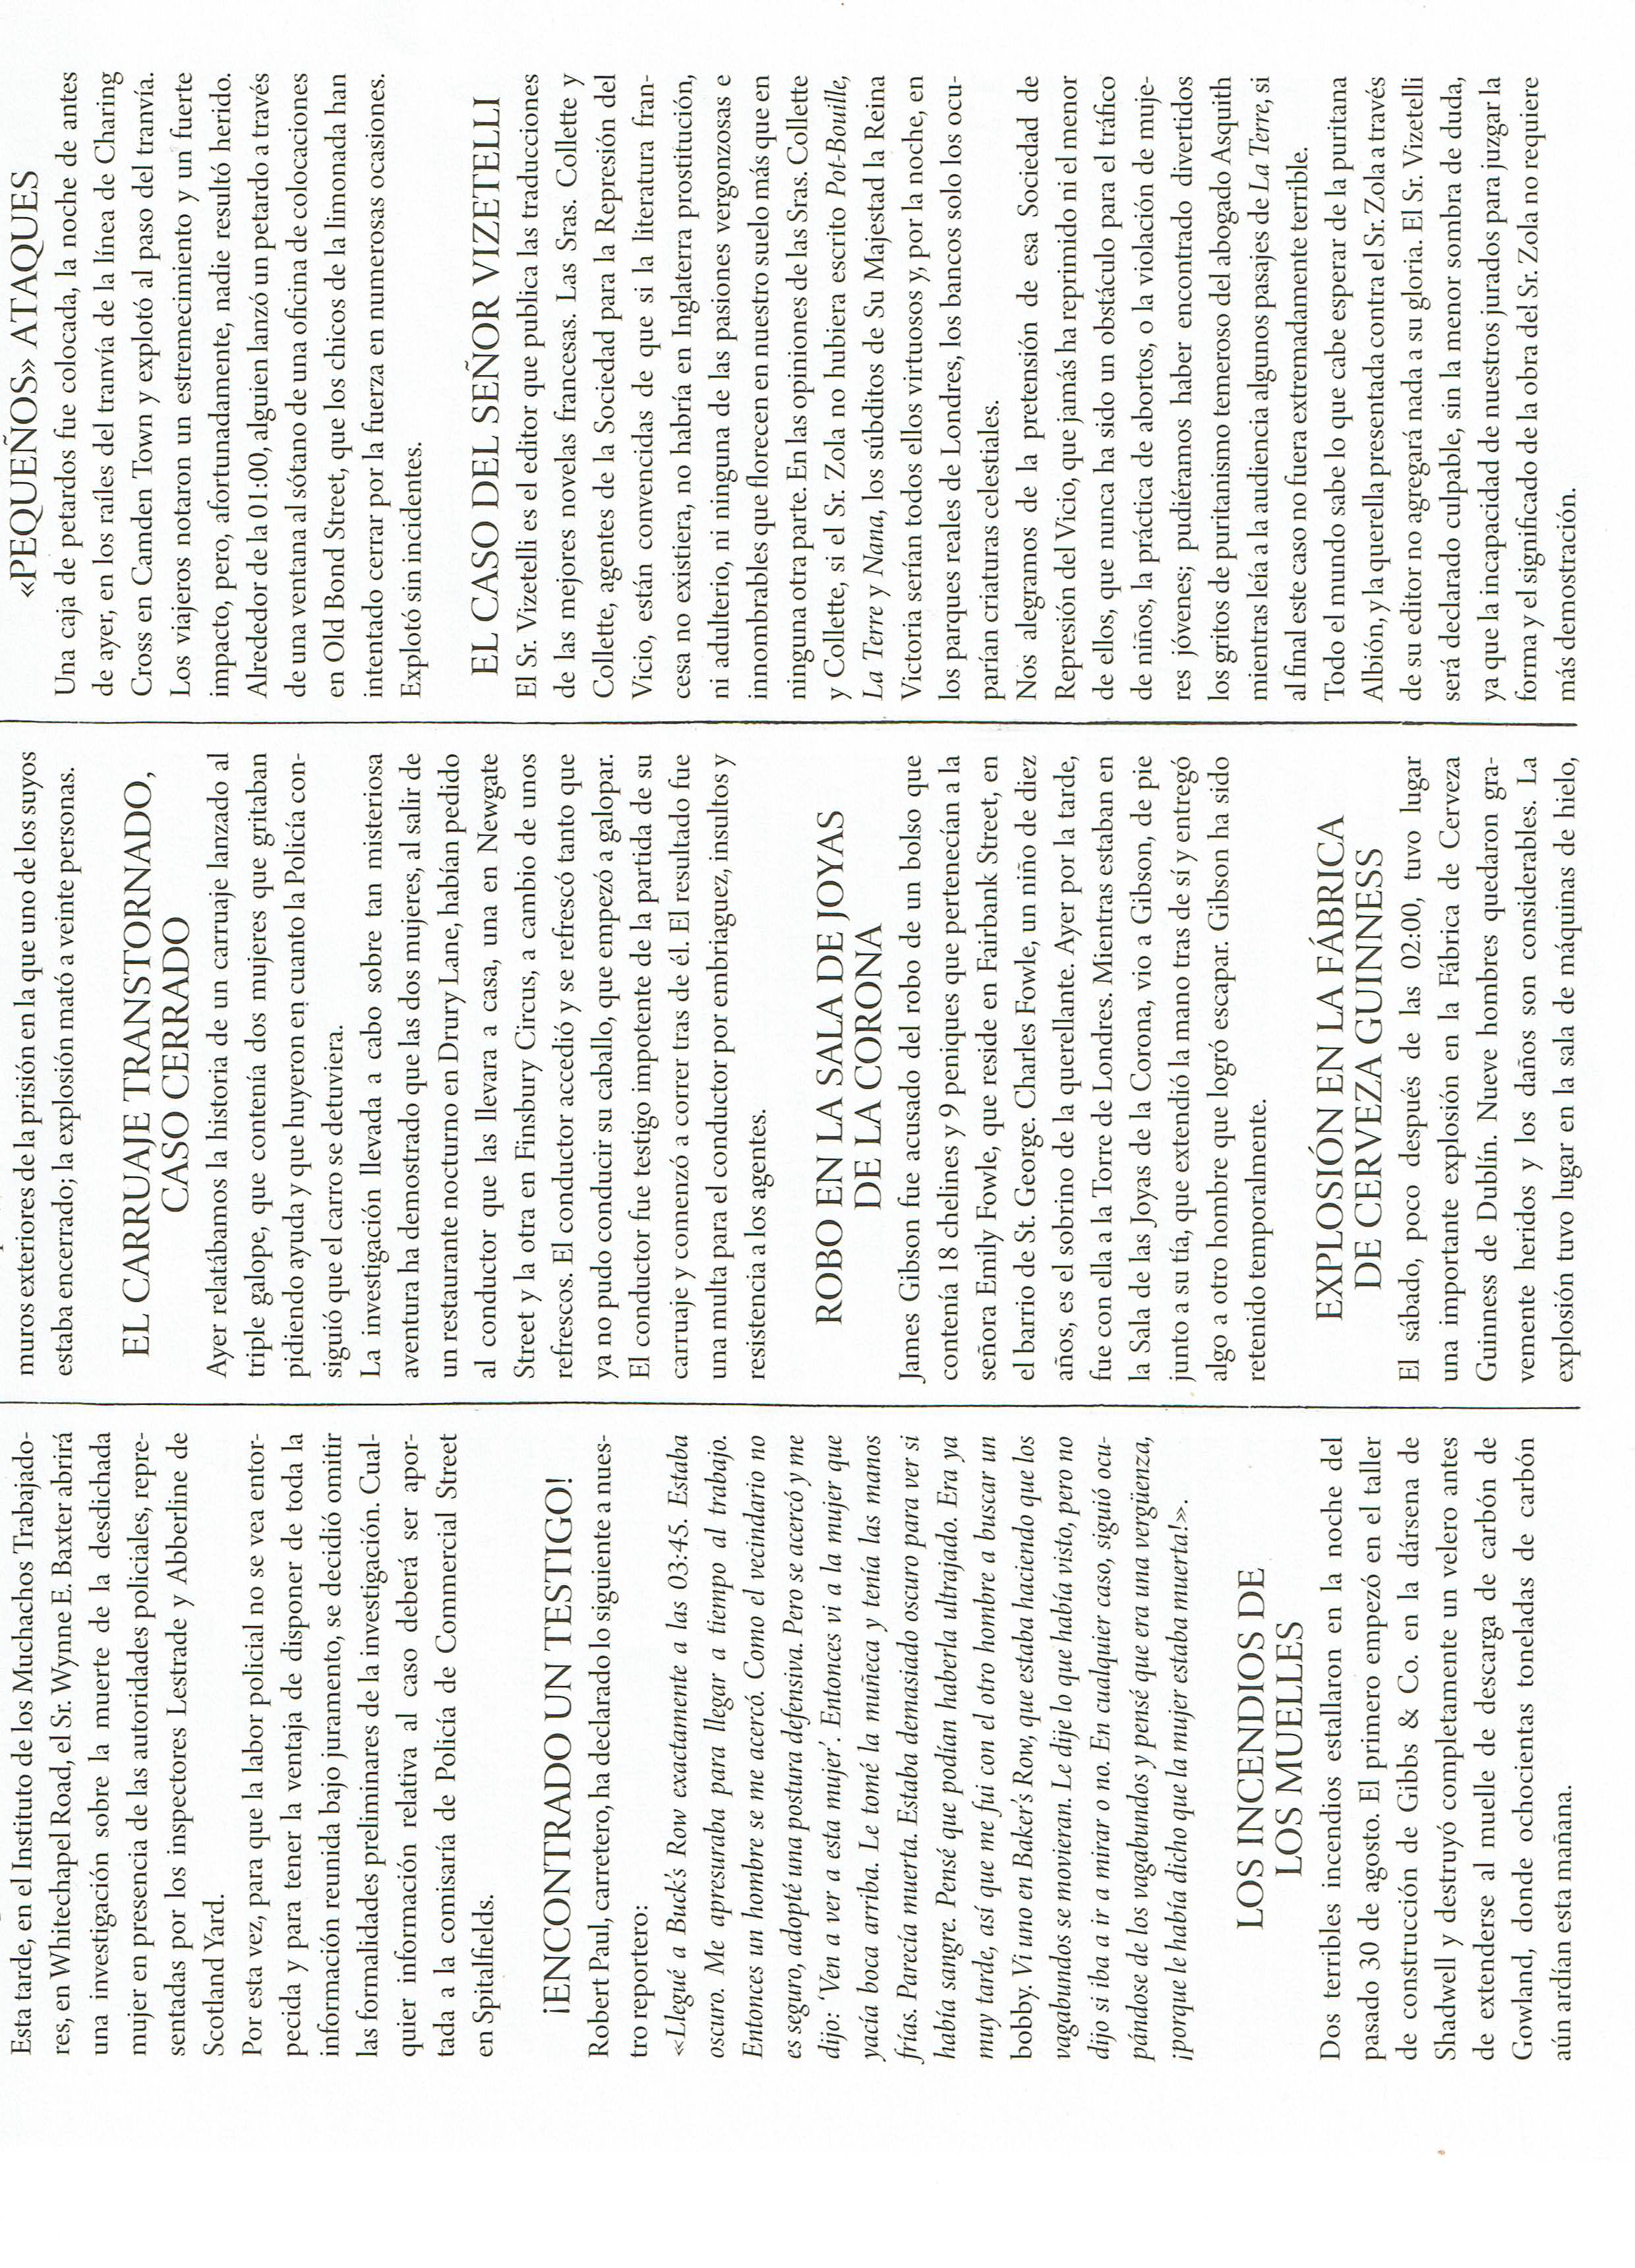 Esta tarde, en el Instituto de los Muchachos Trabajado-
res, en Whitechapel Road, el Sr. Wynne E. Baxter abrirá
una investigación sobre la muerte de la desdichada
mujer en presencia de las autoridades policiales, repre-
sentadas por los inspectores Lestrade y Abberline de
Scotland Yard.
Por esta vez, para que la labor policial no se vea entor-
pecida y para tener la ventaja de disponer de toda la
información reunida bajo juramento, se decidió omitir
las formalidades preliminares de la investigación. Cual-
quier información relativa al caso deberá ser apor-
tada a la comisaría de Policía de Commercial Street
en Spitalfields.
¡ENCONTRADO UN TESTIGO!
Robert Paul, carretero, ha declarado lo siguiente a nues-
tro reportero:
«Llegué a Buck's Row exactamente a las 03:45. Estaba
oscuro. Me apresuraba para llegar a tiempo al trabajo.
Entonces un hombre se me acercó. Como el vecindario no
es seguro, adopté una postura defensiva. Pero se acercó y me
dijo: ‘Ven a ver a esta mujer’. Entonces vi a la mujer que
yacía boca arriba. Le tomé la muñeca y tenía las manos
frías. Parecía muerta. Estaba demasiado oscuro para ver si
había sangre. Pensé que podían haberla ultrajado. Era ya
muy tarde, así que me fui con el otro hombre a buscar un
bobby. Vi uno en Baker's Row, que estaba haciendo que los
vagabundos se movieran. Le dije lo que había visto, pero no
dijo si iba a ir a mirar o no. En cualquier caso, siguió ocu-
pándose de los vagabundos y pensé que era una vergüenza,
¡porque le había dicho que la mujer estaba muerta!».
LOS INCENDIOS DE
LOS MUELLES
Dos terribles incendios estallaron en la noche del
pasado 30 de agosto. El primero empezó en el taller
de construcción de Gibbs & Co. en la dársena de
Shadwell y destruyó completamente un velero antes
de extenderse al muelle de descarga de carbón de
Gowland, donde ochocientas toneladas de carbón
aún ardían esta mañana.
muros exteriores de la prisión en la que uno de los suyos
estaba encerrado; la explosión mató a veinte personas.
EL CARRUAJE TRANSTORNADO,
CASO CERRADO
Ayer relatábamos la historia de un carruaje lanzado al
triple galope, que contenía dos mujeres que gritaban
pidiendo ayuda y que huyeron en cuanto la Policía con-
siguió que el carro se detuviera.
La investigación llevada a cabo sobre tan misteriosa
aventura ha demostrado que las dos mujeres, al salir de
un restaurante nocturno en Drury Lane, habían pedido
al conductor que las llevara a casa, una en Newgate
Street y la otra en Finsbury Circus, a cambio de unos
refrescos. El conductor accedió y se refrescó tanto que
ya no pudo conducir su caballo, que empezó a galopar.
El conductor fue testigo impotente de la partida de su
carruaje y comenzó a correr tras de él. El resultado fue
una multa para el conductor por embriaguez, insultos y
resistencia a los agentes.
ROBO EN LA SALA DE JOYAS
DE LA CORONA
James Gibson fue acusado del robo de un bolso que
contenía 18 chelines y 9 peniques que pertenecían a la
señora Emily Fowle, que reside en Fairbank Street, en
el barrio de St. George. Charles Fowle, un niño de diez
años, es el sobrino de la querellante. Ayer por la tarde,
fue con ella a la Torre de Londres. Mientras estaban en
la Sala de las Joyas de la Corona, vio a Gibson, de pie
junto a su tía, que extendió la mano tras de sí y entregó
algo a otro hombre que logró escapar. Gibson ha sido
retenido temporalmente.
EXPLOSIÓN EN LA FÁBRICA
DE CERVEZA GUINNESS
El sábado, poco después de las 02:00, tuvo lugar
una importante explosión en la Fábrica de Cerveza
Guinness de Dublín. Nueve hombres quedaron gra-
vemente heridos y los daños son considerables. La
explosión tuvo lugar en la sala de máquinas de hielo,
«PEQUEÑOS» ATAQUES
Una caja de petardos fue colocada, la noche de antes
de ayer, en los raíles del tranvía de la línea de Charing
Cross en Camden Town y explotó al paso del tranvía.
Los viajeros notaron un estremecimiento y un fuerte
impacto, pero, afortunadamente, nadie resultó herido.
Alrededor de la 01:00, alguien lanzó un petardo a través
de una ventana al sótano de una oficina de colocaciones
en Old Bond Street, que los chicos de la limonada han
intentado cerrar por la fuerza en numerosas ocasiones.
Explotó sin incidentes.
EL CASO DEL SEÑOR VIZETELLI
El Sr. Vizetelli es el editor que publica las traducciones
de las mejores novelas francesas. Las Sras. Collette y
Collette, agentes de la Sociedad para la Represión del
Vicio, están convencidas de que si la literatura fran-
cesa no existiera, no habría en Inglaterra prostitución,
ni adulterio, ni ninguna de las pasiones vergonzosas e
innombrables que florecen en nuestro suelo más que en
ninguna otra parte. En las opiniones de las Sras. Collette
y Collette, si el Sr. Zola no hubiera escrito Pot-Bouille,
La Terre y Nana, los súbditos de Su Majestad la Reina
Victoria serían todos ellos virtuosos y, por la noche, en
los parques reales de Londres, los bancos solo los ocu-
parían criaturas celestiales.
Nos alegramos de la pretensión de esa Sociedad de
Represión del Vicio, que jamás ha reprimido ni el menor
de ellos, que nunca ha sido un obstáculo para el tráfico
de niños, la práctica de abortos, o la violación de muje-
res jóvenes; pudiéramos haber encontrado divertidos
los gritos de puritanismo temeroso del abogado Asquith
mientras leía a la audiencia algunos pasajes de La Terre, si
al final este caso no fuera extremadamente terrible.
Todo el mundo sabe lo que cabe esperar de la puritana
Albión, y la querella presentada contra el Sr. Zola a través
de su editor no agregará nada a su gloria. El Sr. Vizetelli
será declarado culpable, sin la menor sombra de duda,
ya que la incapacidad de nuestros jurados para juzgar la
forma y el significado de la obra del Sr. Zola no requiere
más demostración.